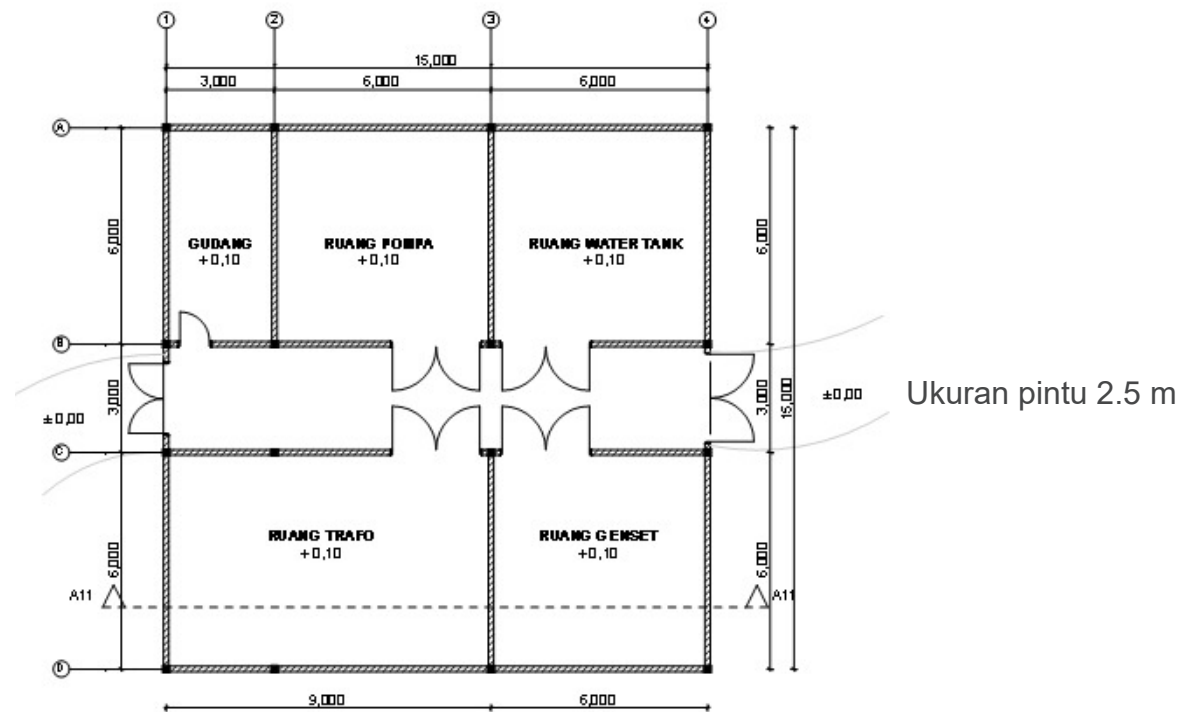 1 2 3 4
15,000
3,000 6,000 6,000
A
6,000 6,000
GUDANG RUANG POMPA RUANG WATER TANK
+0,10 +0,10 +0,10
B
±0,00 3,000 3,000 15,000 ±0,00 Ukuran pintu 2.5 m
C
RUANG TRAFO RUANG GENSET
+0,10 +0,10
6,000 6,000
A11 A11
D
9,000 6,000